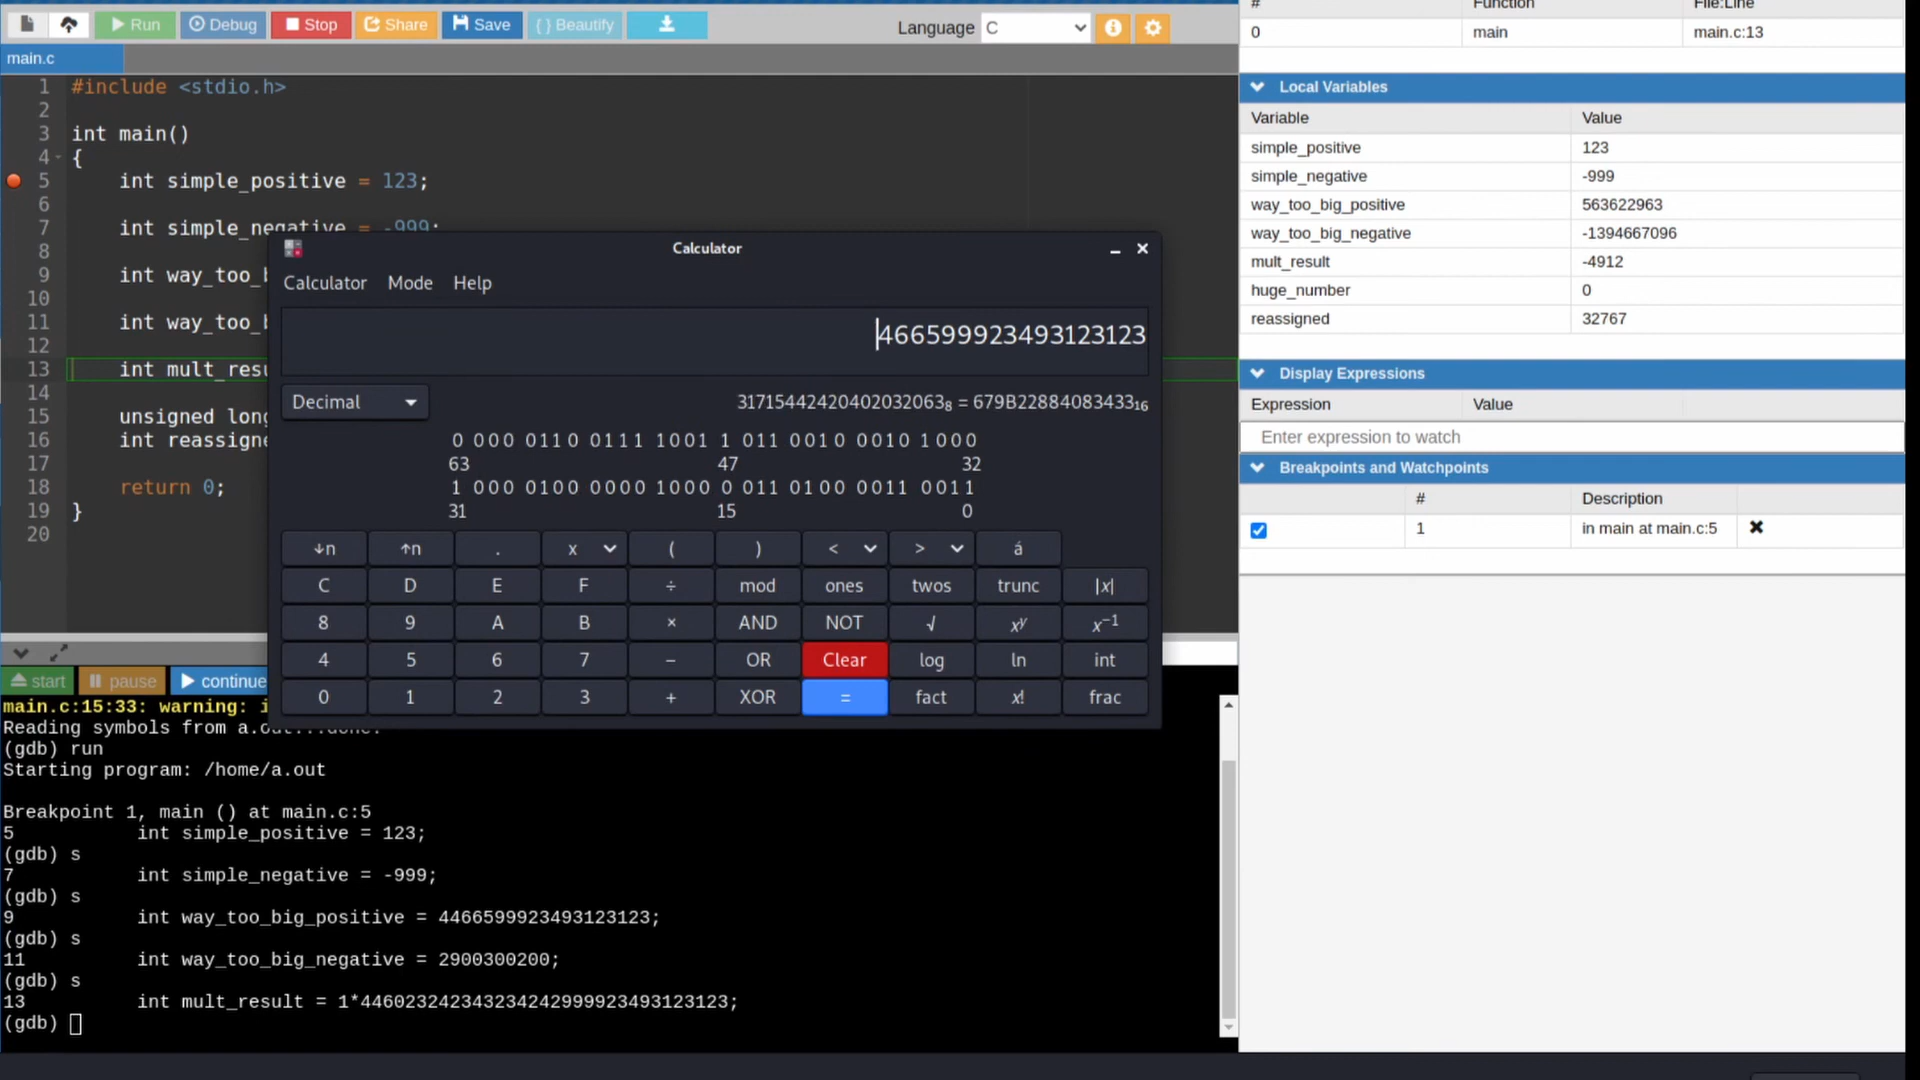 Run Debug Stop Share Save { } Beautify Language C
main.c
1 #include <stdio.h>
2
3 int main()
4 {
5 int simple_positive = 123;
6
7 int simple_negative = -999;
8
9 int way_too_b
10
11 int way_too_b
12
13 int mult_resu
14
15 unsigned long
16 int reassigne
17
18 return 0;
19 }
20
Calculator
Calculator Mode Help
466599923493123123
Decimal
31715442420402032063₈ = 679B22884083433₁₆
0 000 0110 0111 1001 1 011 0010 0010 1000
63 47 32
1 000 0100 0000 1000 0 011 0100 0011 0011
31 15 0
↓n ↑n . x ( ) < > á
C D E F ÷ mod ones twos trunc |x|
8 9 A B × AND NOT √ xʸ x⁻¹
4 5 6 7 − OR Clear log ln int
0 1 2 3 + XOR = fact x! frac
start pause continue
main.c:15:33: warning: i
Reading symbols from a.out...done.
(gdb) run
Starting program: /home/a.out
Breakpoint 1, main () at main.c:5
5 int simple_positive = 123;
(gdb) s
7 int simple_negative = -999;
(gdb) s
9 int way_too_big_positive = 4466599923493123123;
(gdb) s
11 int way_too_big_negative = 2900300200;
(gdb) s
13 int mult_result = 1*446023242343234242999923493123123;
(gdb)
# Function File:Line
0 main main.c:13
Local Variables
Variable Value
simple_positive 123
simple_negative -999
way_too_big_positive 563622963
way_too_big_negative -1394667096
mult_result -4912
huge_number 0
reassigned 32767
Display Expressions
Expression Value
Enter expression to watch
Breakpoints and Watchpoints
# Description
1 in main at main.c:5